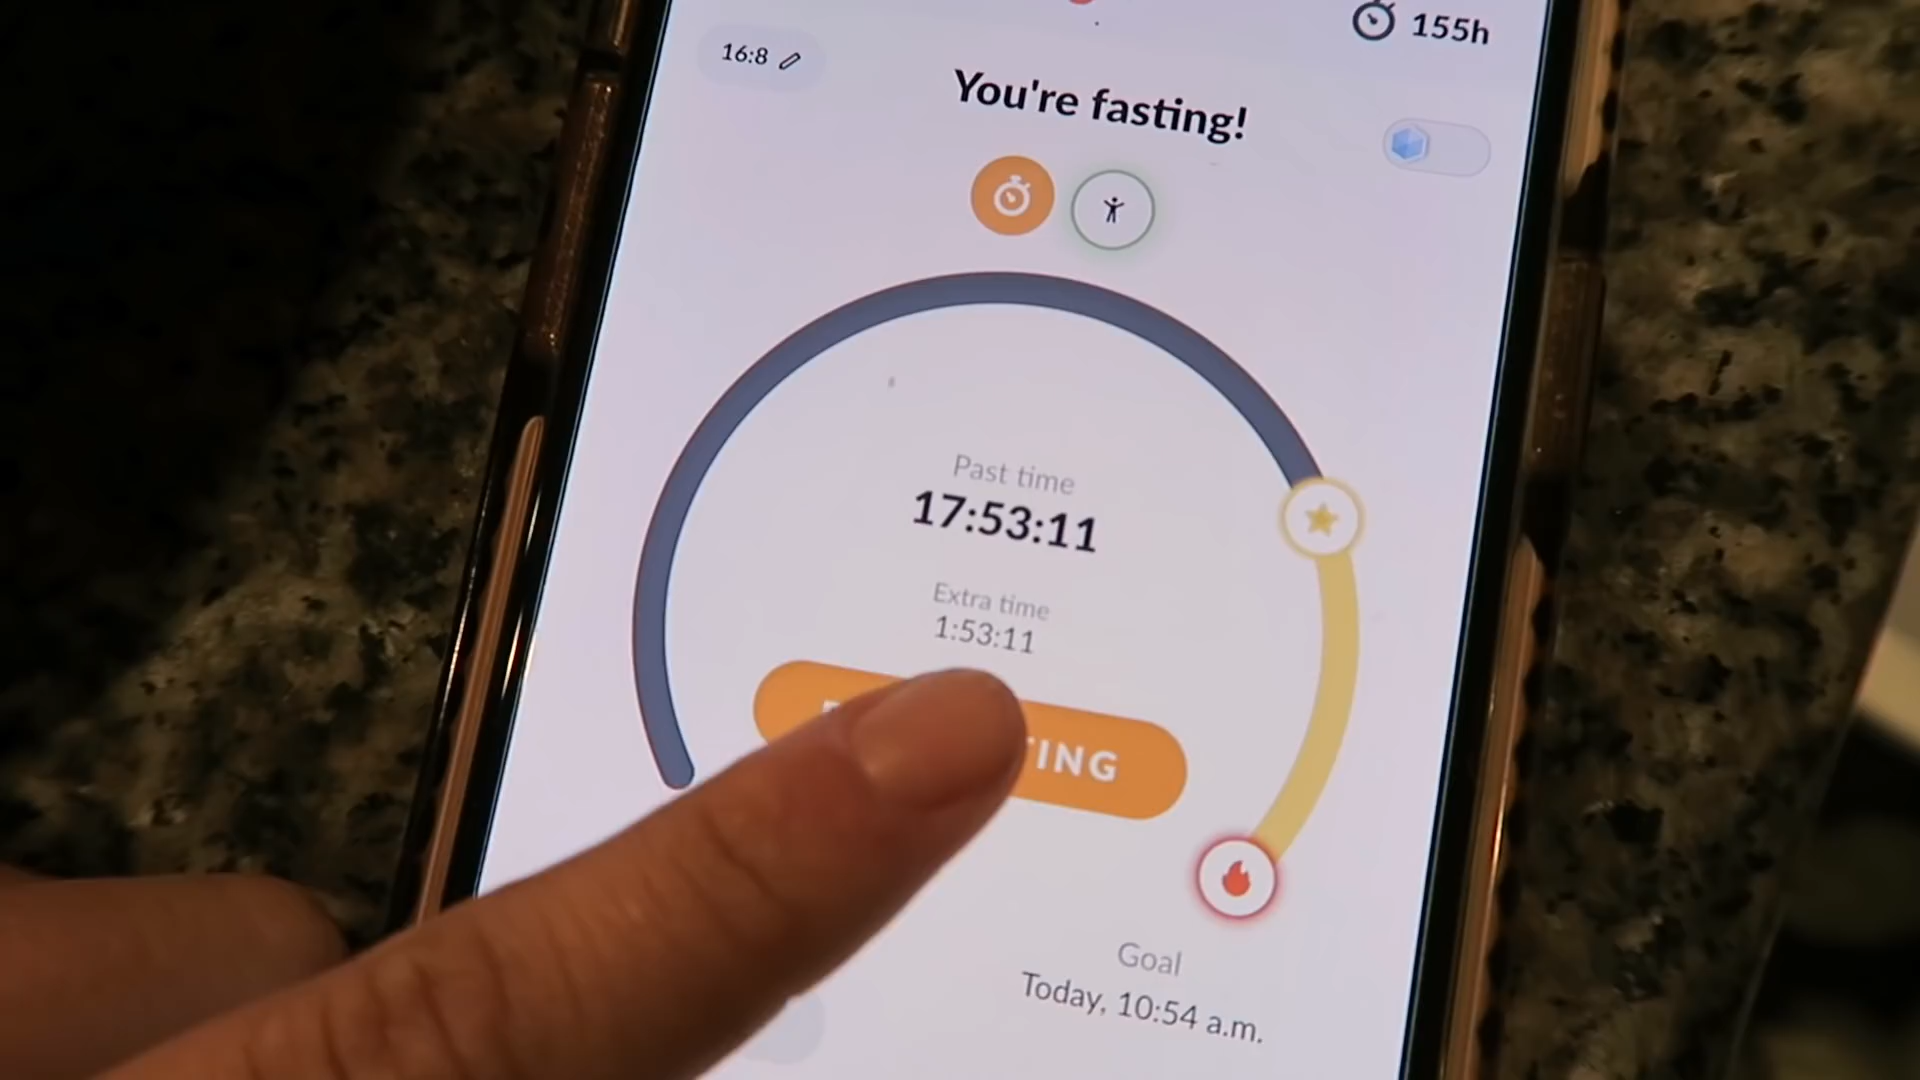 155h
16:8
You're fasting!
Past time
17:53:11
Extra time
1:53:11
TING
Goal
Today, 10:54 a.m.